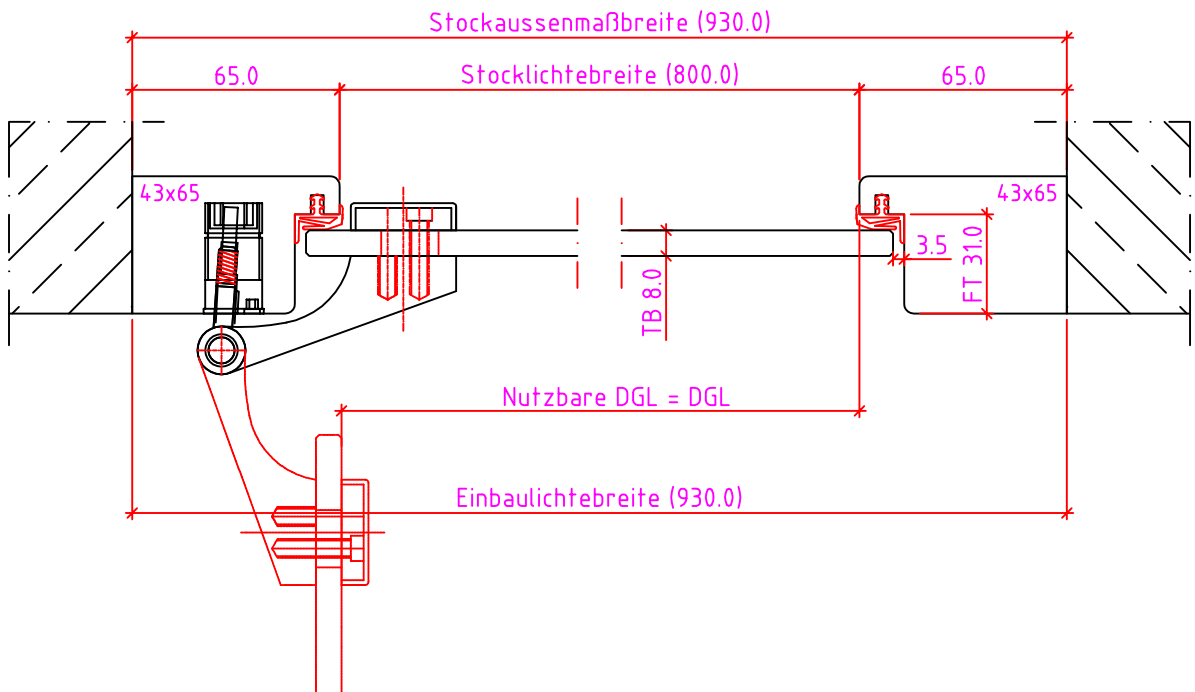 Stockaussenmaßbreite (930.0)
65.0
Stocklichtebreite (800.0)
65.0
43x65
43x65
3.5
FT 31.0
TB 8.0
Nutzbare DGL = DGL
Einbaulichtebreite (930.0)